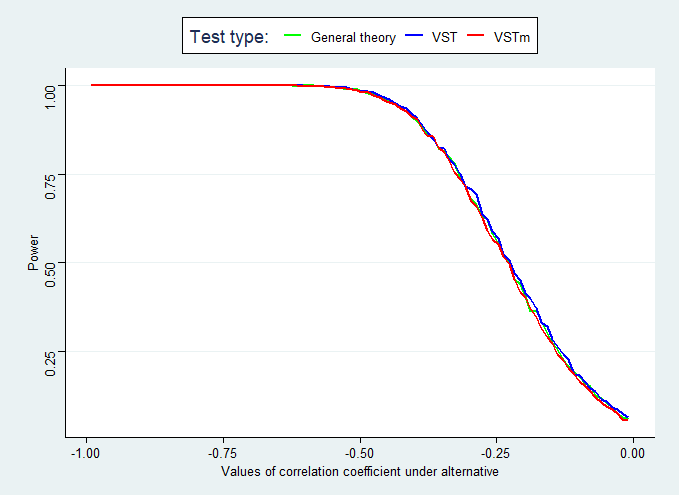 Test type: General theory VST VSTm
1.00
0.75
0.50
0.25
Power
-1.00 -0.75 -0.50 -0.25 0.00
Values of correlation coefficient under alternative